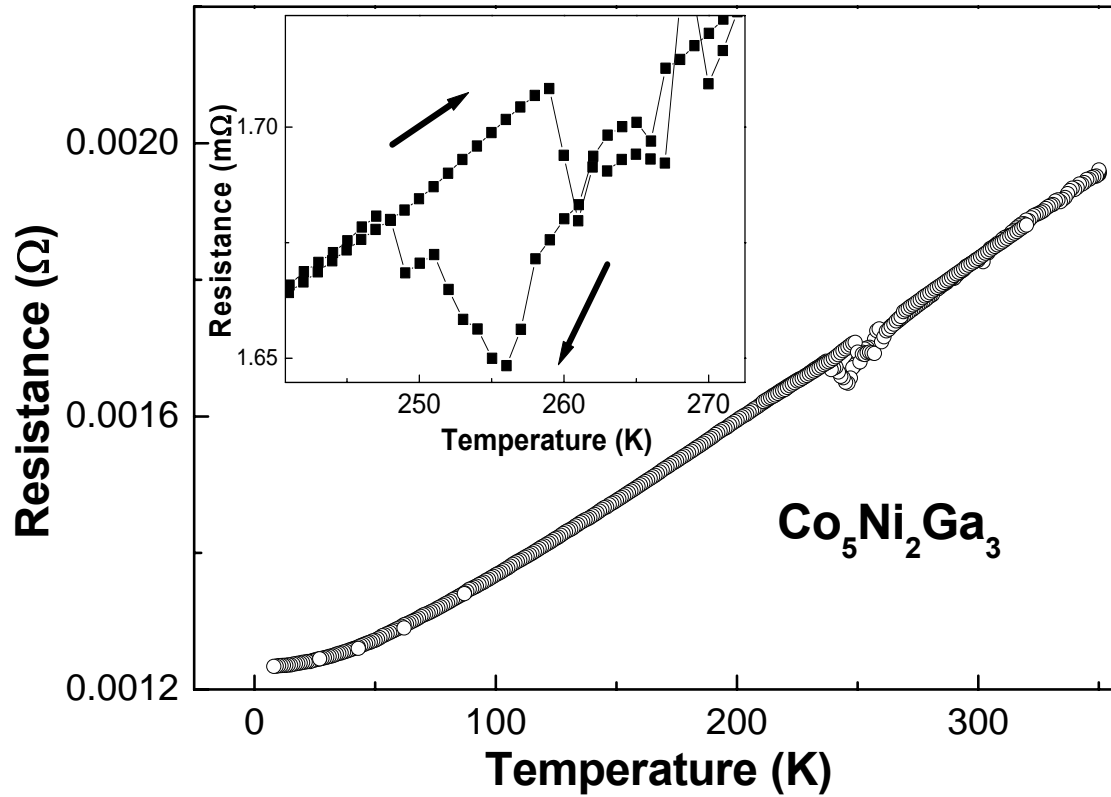 Resistance (Ω)
0.0020
0.0016
0.0012
0
100
200
300
Temperature (K)
Co5Ni2Ga3
Resistance (mΩ)
1.70
1.65
250
260
270
Temperature (K)